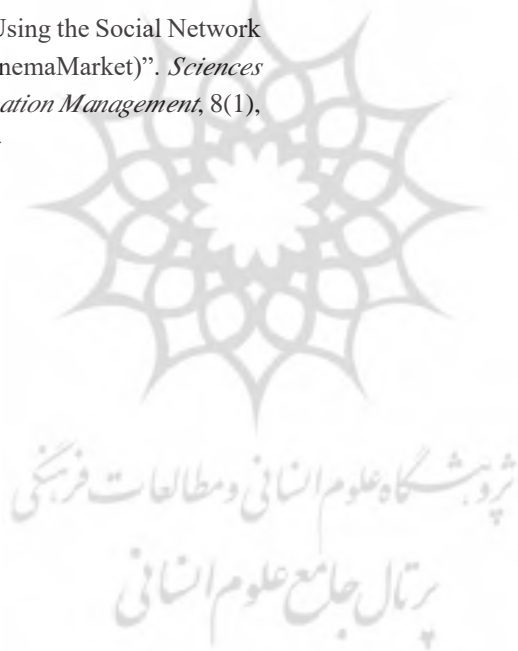 Using the Social Network
nemaMarket)”. Sciences
ation Management, 8(1),
پژوهشگاه علوم انسانی و مطالعات فرهنگی
پرتال جامع علوم انسانی